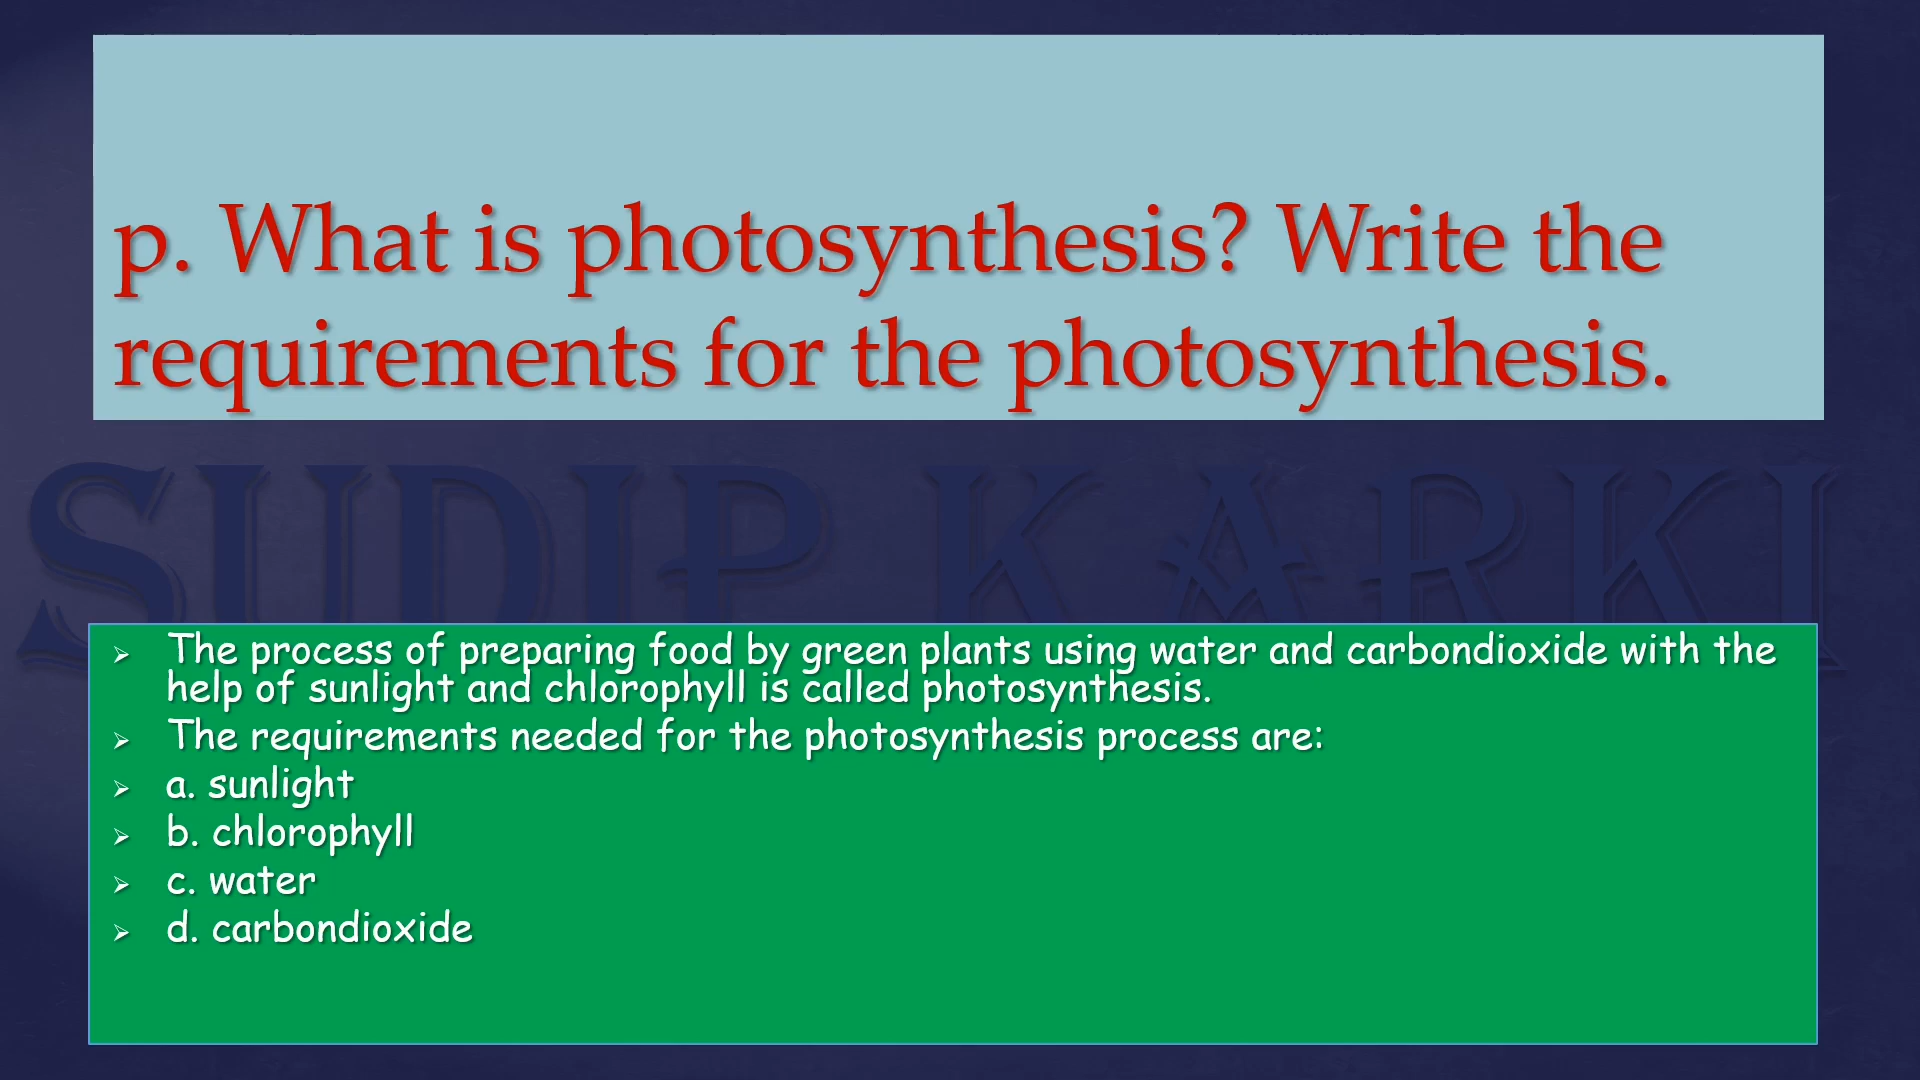 p. What is photosynthesis? Write the
requirements for the photosynthesis.
SUDIP KARKI
➢ The process of preparing food by green plants using water and carbondioxide with the
help of sunlight and chlorophyll is called photosynthesis.
➢ The requirements needed for the photosynthesis process are:
➢ a. sunlight
➢ b. chlorophyll
➢ c. water
➢ d. carbondioxide